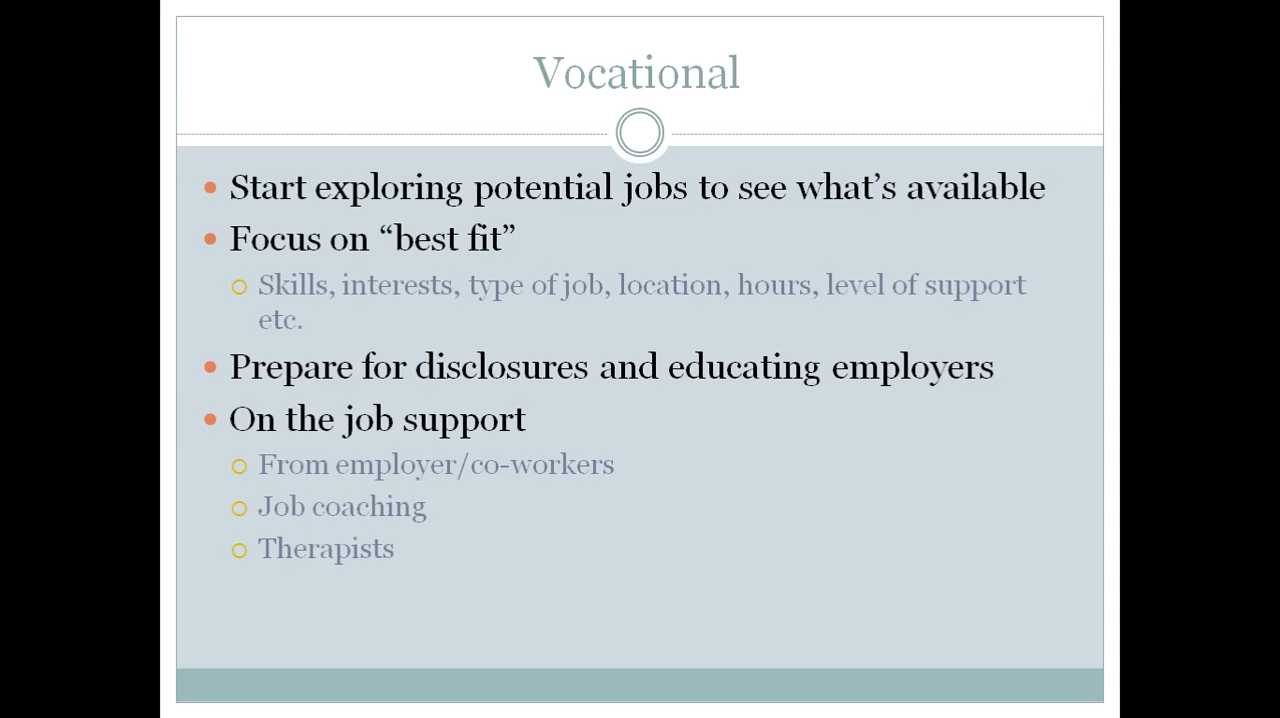 Vocational
Start exploring potential jobs to see what’s available
Focus on “best fit”
Skills, interests, type of job, location, hours, level of support
etc.
Prepare for disclosures and educating employers
On the job support
From employer/co-workers
Job coaching
Therapists